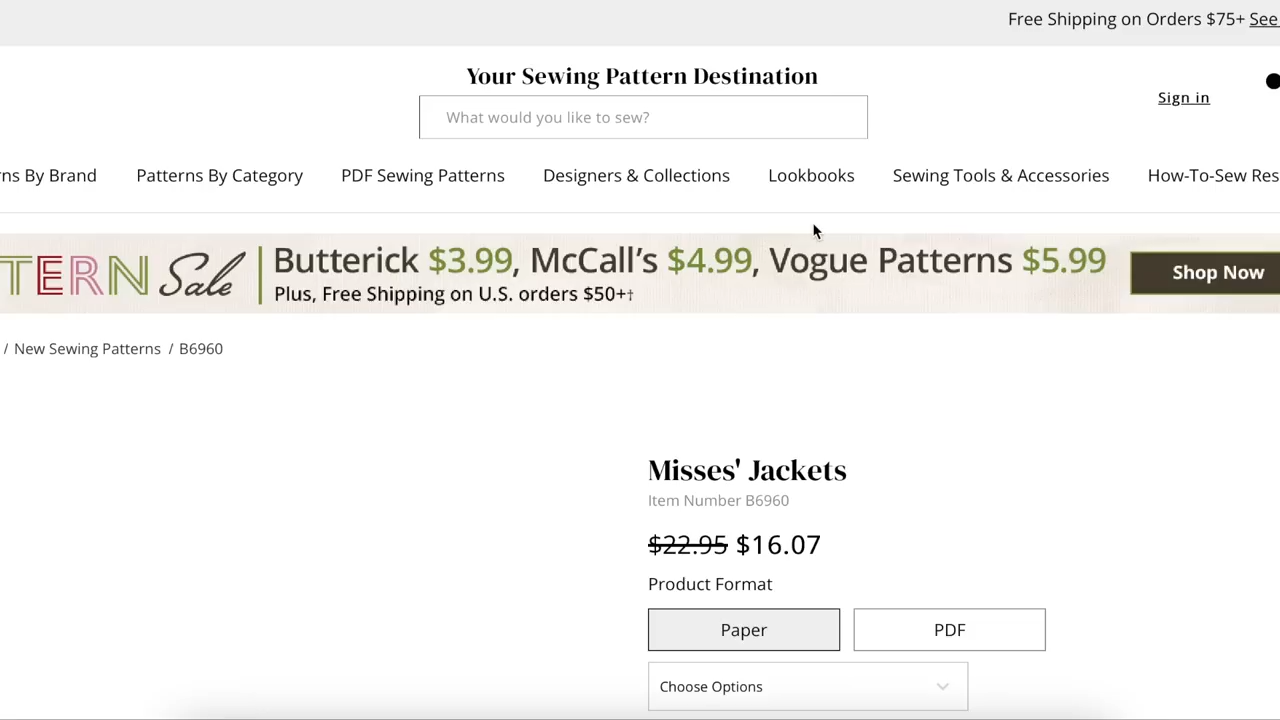 Free Shipping on Orders $75+ See
Your Sewing Pattern Destination
What would you like to sew?
Sign in
rns By Brand
Patterns By Category
PDF Sewing Patterns
Designers & Collections
Lookbooks
Sewing Tools & Accessories
How-To-Sew Res
TERN Sale
Butterick $3.99, McCall's $4.99, Vogue Patterns $5.99
Plus, Free Shipping on U.S. orders $50+†
Shop Now
/ New Sewing Patterns / B6960
Misses' Jackets
Item Number B6960
$22.95 $16.07
Product Format
Paper
PDF
Choose Options